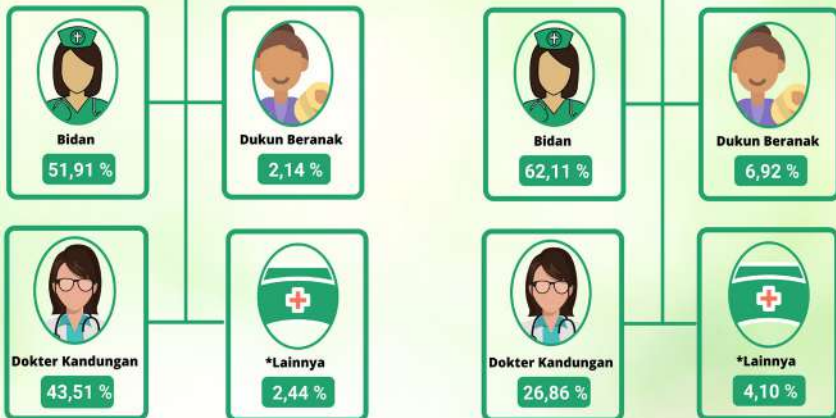 Bidan
51,91 %
Dukun Beranak
2,14 %
Dokter Kandungan
43,51 %
*Lainnya
2,44 %
Bidan
62,11 %
Dukun Beranak
6,92 %
Dokter Kandungan
26,86 %
*Lainnya
4,10 %